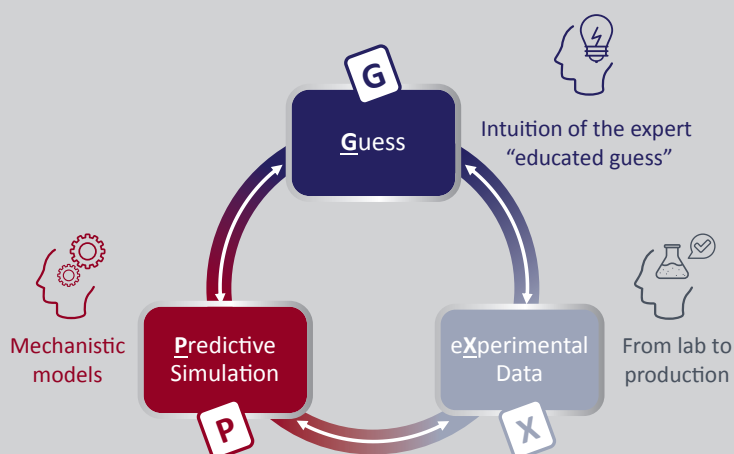 G
Guess
Intuition of the expert
“educated guess”
Mechanistic
models
Predictive
Simulation
P
eXperimental
Data
X
From lab to
production